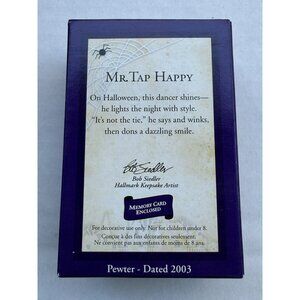 Mr. Tap Happy
On Halloween, this dancer shines—
he lights the night with style.
"It's not the tie," he says and winks,
then dons a dazzling smile.
Bob Siedler
Bob Siedler
Hallmark Keepsake Artist
Memory Card
Enclosed
For decorative use only. Not for children under 8.
Conçue à des fins décoratives seulement.
Ne convient pas aux enfants de moins de 8 ans.
Pewter - Dated 2003